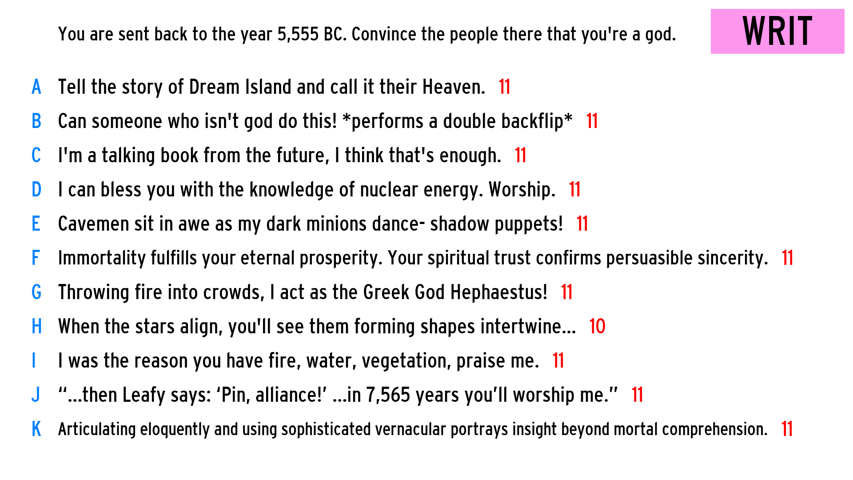 You are sent back to the year 5,555 BC. Convince the people there that you're a god.
WRIT
A Tell the story of Dream Island and call it their Heaven. 11
B Can someone who isn't god do this! *performs a double backflip* 11
C I'm a talking book from the future, I think that's enough. 11
D I can bless you with the knowledge of nuclear energy. Worship. 11
E Cavemen sit in awe as my dark minions dance- shadow puppets! 11
F Immortality fulfills your eternal prosperity. Your spiritual trust confirms persuasible sincerity. 11
G Throwing fire into crowds, I act as the Greek God Hephaestus! 11
H When the stars align, you'll see them forming shapes intertwine... 10
I I was the reason you have fire, water, vegetation, praise me. 11
J “...then Leafy says: ‘Pin, alliance!’ ...in 7,565 years you’ll worship me.” 11
K Articulating eloquently and using sophisticated vernacular portrays insight beyond mortal comprehension. 11